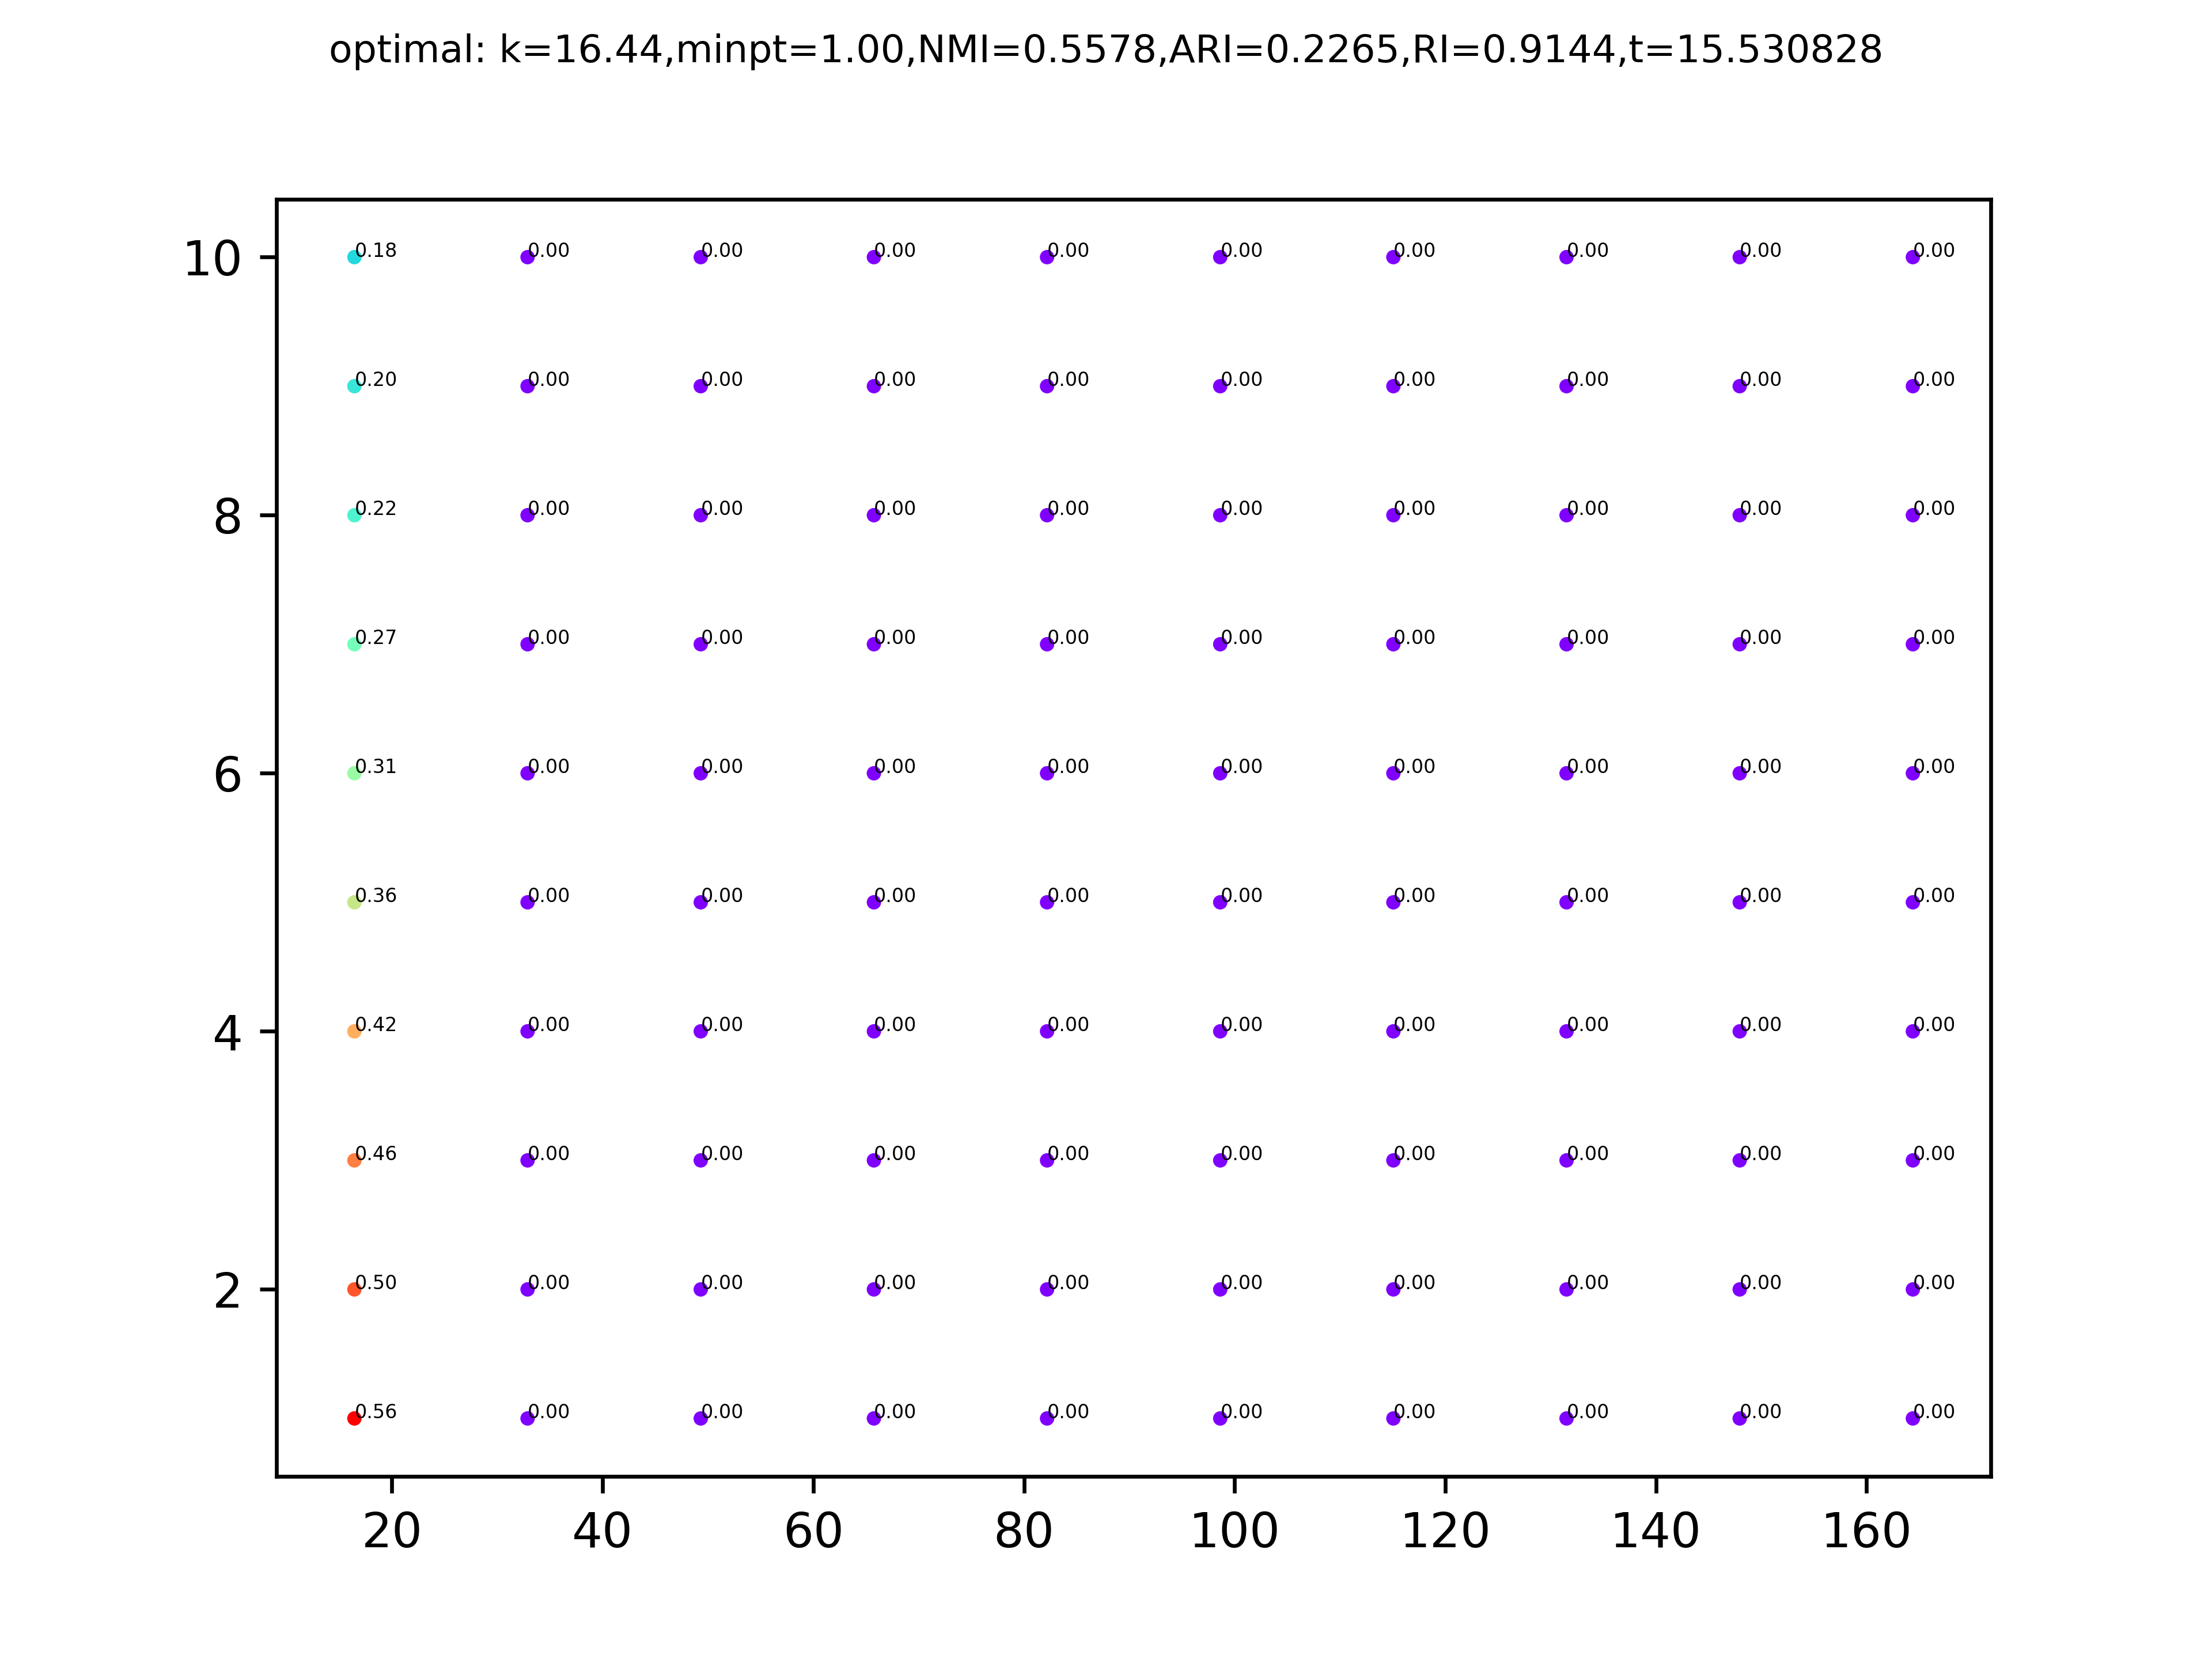 optimal: k=16.44,minpt=1.00,NMI=0.5578,ARI=0.2265,RI=0.9144,t=15.530828
10 0.18 0.00 0.00 0.00 0.00 0.00 0.00 0.00 0.00 0.00
0.20 0.00 0.00 0.00 0.00 0.00 0.00 0.00 0.00 0.00
8 0.22 0.00 0.00 0.00 0.00 0.00 0.00 0.00 0.00 0.00
0.27 0.00 0.00 0.00 0.00 0.00 0.00 0.00 0.00 0.00
6 0.31 0.00 0.00 0.00 0.00 0.00 0.00 0.00 0.00 0.00
0.36 0.00 0.00 0.00 0.00 0.00 0.00 0.00 0.00 0.00
4 0.42 0.00 0.00 0.00 0.00 0.00 0.00 0.00 0.00 0.00
0.46 0.00 0.00 0.00 0.00 0.00 0.00 0.00 0.00 0.00
2 0.50 0.00 0.00 0.00 0.00 0.00 0.00 0.00 0.00 0.00
0.56 0.00 0.00 0.00 0.00 0.00 0.00 0.00 0.00 0.00
20 40 60 80 100 120 140 160